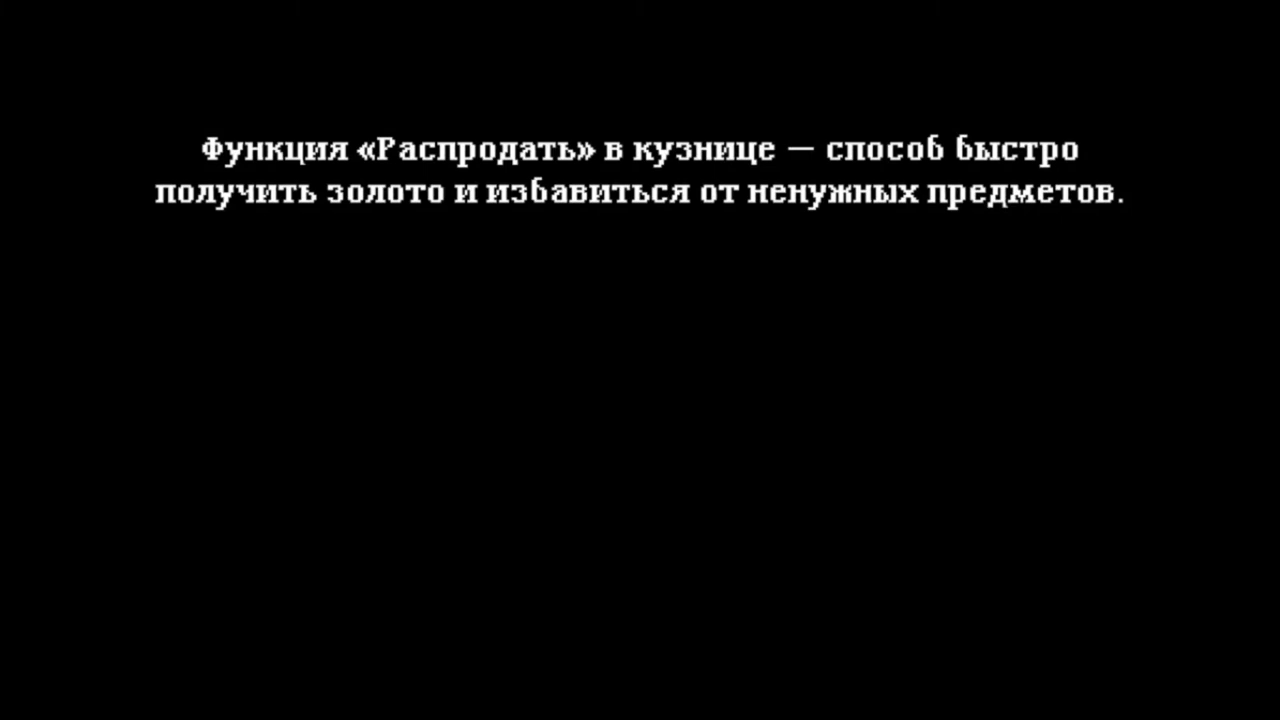 Функция «Распродать» в кузнице — способ быстро
получить золото и избавиться от ненужных предметов.